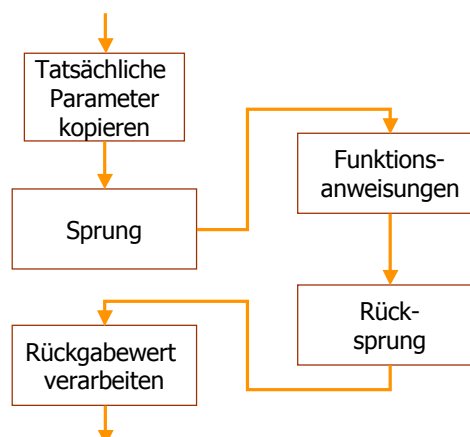 Tatsächliche
Parameter
kopieren
Sprung
Funktions-
anweisungen
Rück-
sprung
Rückgabewert
verarbeiten